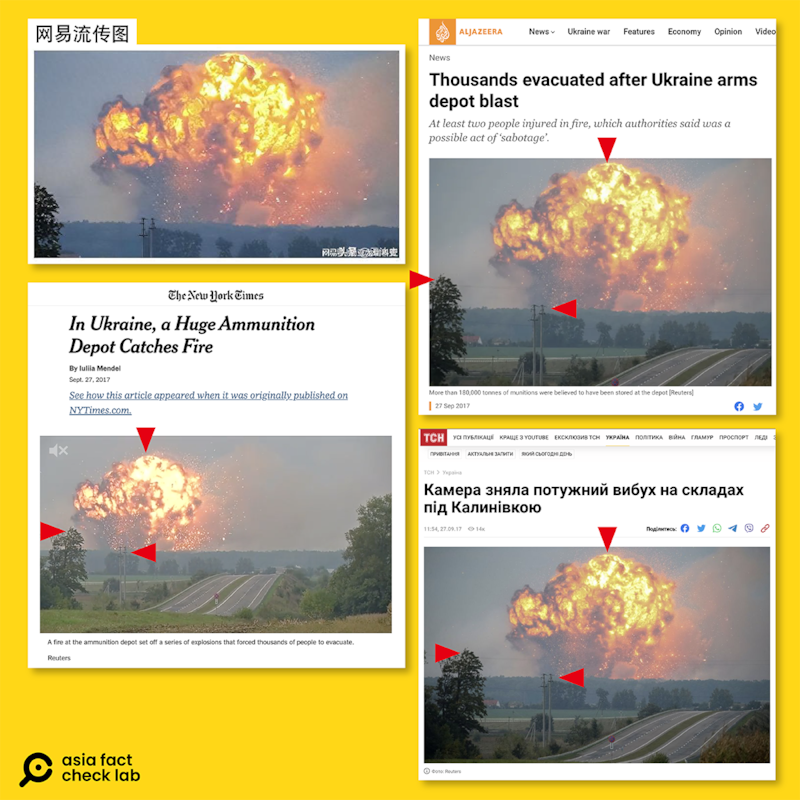 网易流传图
The New York Times
In Ukraine, a Huge Ammunition
Depot Catches Fire
By Iuliia Mendel
Sept. 27, 2017
See how this article appeared when it was originally published on
NYTimes.com.
A fire at the ammunition depot set off a series of explosions that forced thousands of people to evacuate.
Reuters
ALJAZEERA
News
Ukraine war
Features
Economy
Opinion
Video
News
Thousands evacuated after Ukraine arms
depot blast
At least two people injured in fire, which authorities said was a
possible act of ‘sabotage’.
More than 180,000 tonnes of munitions were believed to have been stored at the depot [Reuters]
27 Sep 2017
ТСН
УСІ ПУБЛІКАЦІЇ КРАЩЕ З YOUTUBE ЕКСКЛЮЗИВ ТСН УКРАЇНА ПОЛІТИКА ВІЙНА ГЛАМУР ПРОСПОРТ ЛЕДІ
ПРИВІТАННЯ АКТУАЛЬНІ ЗАПИТИ ЯКИЙ СЬОГОДНІ ДЕНЬ
ТСН > Україна
Камера зняла потужний вибух на складах
під Калинівкою
11:54, 27.09.17 14к
Поділитись:
Фото: Reuters
asia fact
check lab